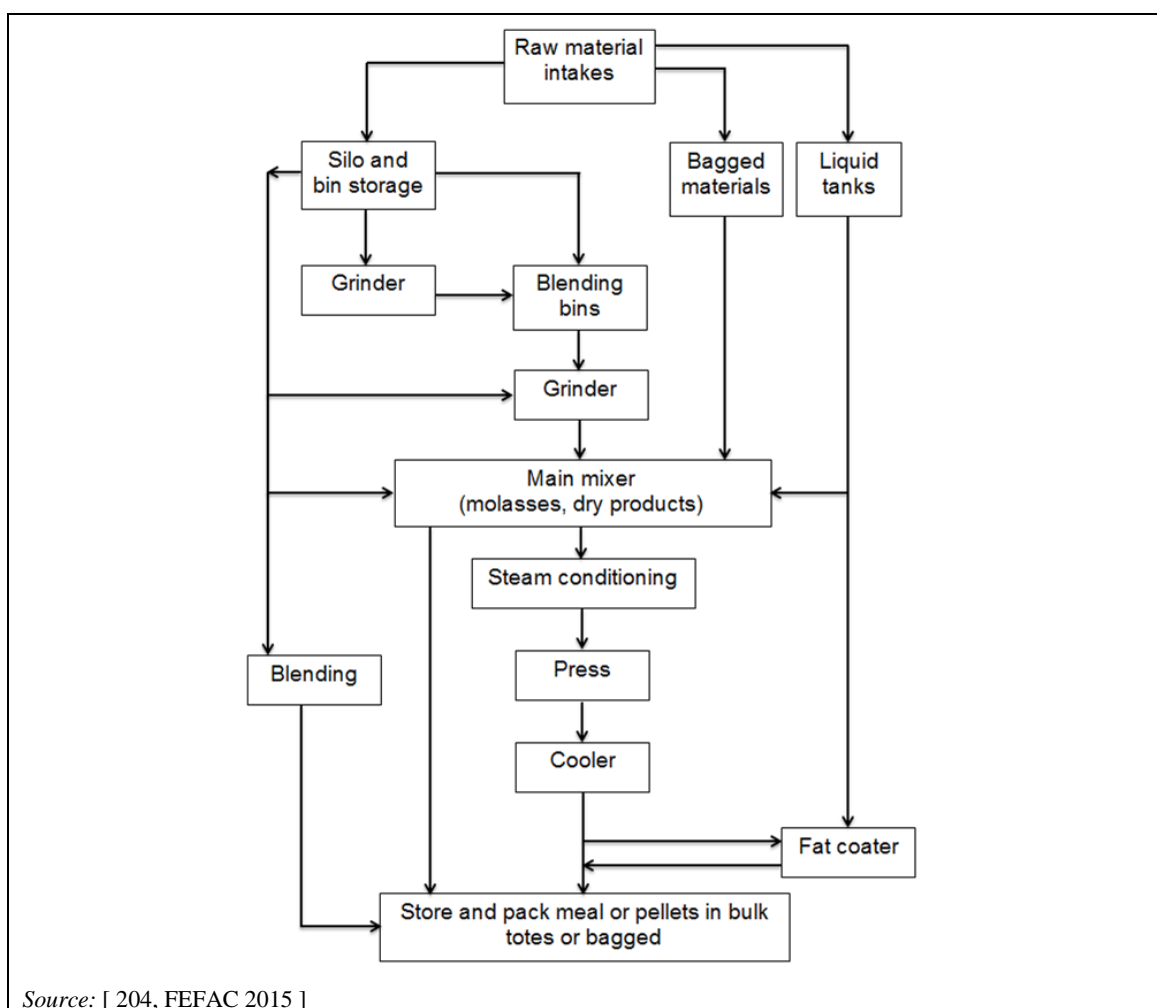 Raw material
intakes
Silo and
bin storage
Bagged
materials
Liquid
tanks
Grinder
Blending
bins
Grinder
Main mixer
(molasses, dry products)
Steam conditioning
Press
Blending
Cooler
Fat coater
Store and pack meal or pellets in bulk
totes or bagged
Source: [ 204, FEFAC 2015 ]